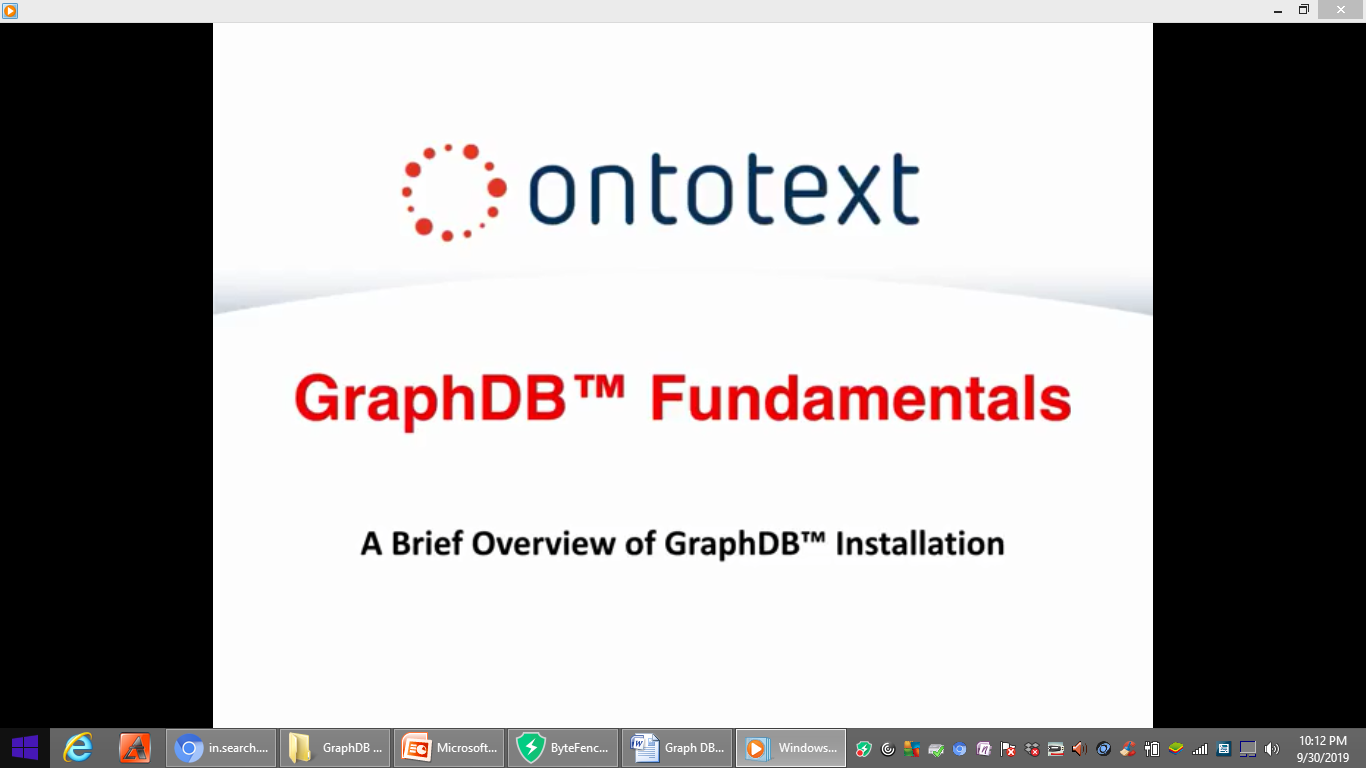 ontotext
GraphDB™ Fundamentals
A Brief Overview of GraphDB™ Installation
in.search....
GraphDB ...
Microsoft...
ByteFenc...
Graph DB...
Windows...
10:12 PM
9/30/2019